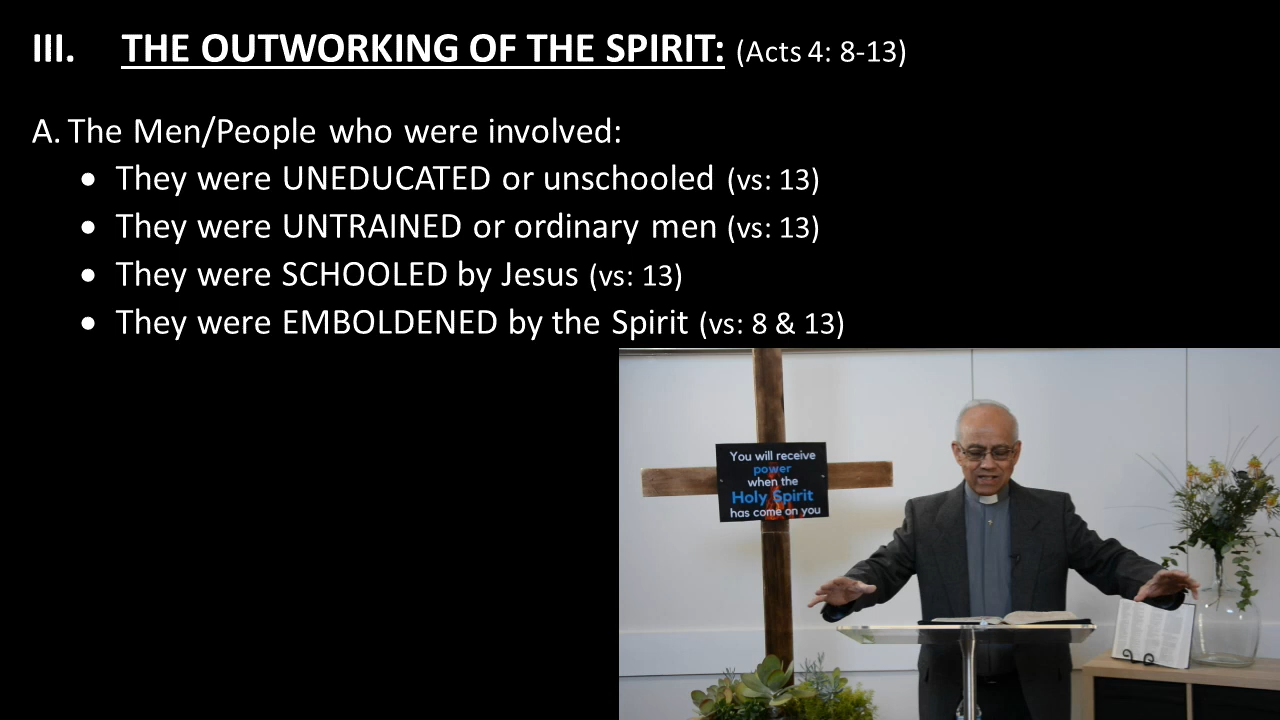 III. THE OUTWORKING OF THE SPIRIT: (Acts 4: 8-13)
A. The Men/People who were involved:
• They were UNEDUCATED or unschooled (vs: 13)
• They were UNTRAINED or ordinary men (vs: 13)
• They were SCHOOLED by Jesus (vs: 13)
• They were EMBOLDENED by the Spirit (vs: 8 & 13)
You will receive
power
when the
Holy Spirit
has come on you